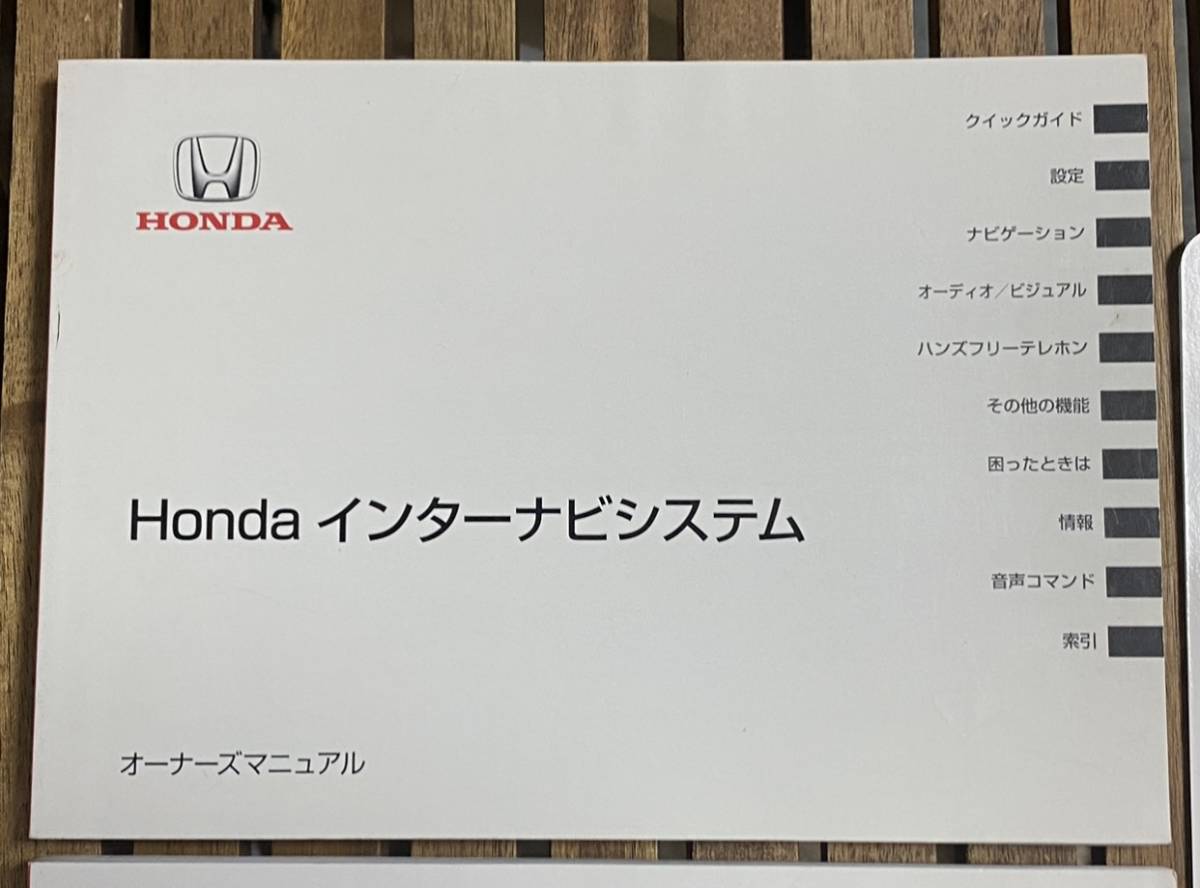 HONDA
クイックガイド
設定
ナビゲーション
オーディオ／ビジュアル
ハンズフリーテレホン
その他の機能
困ったときは
情報
音声コマンド
索引
Honda インターナビシステム
オーナーズマニュアル